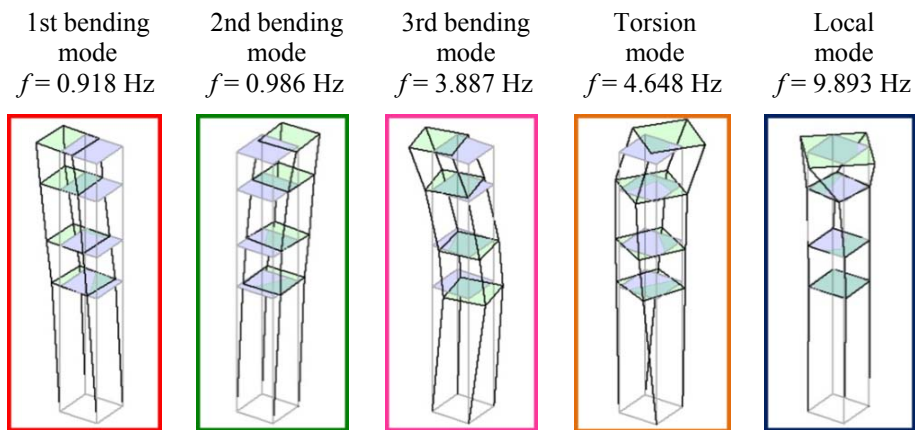 1st bending
mode
f = 0.918 Hz
2nd bending
mode
f = 0.986 Hz
3rd bending
mode
f = 3.887 Hz
Torsion
mode
f = 4.648 Hz
Local
mode
f = 9.893 Hz